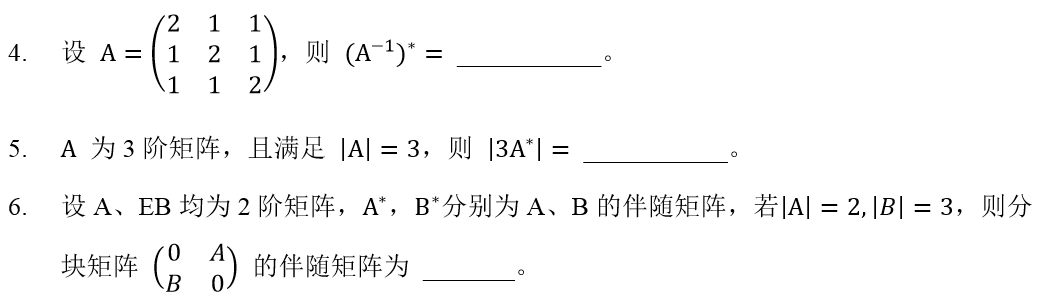 4. 设 A = (2 1 1
1 2 1
1 1 2)，则 (A⁻¹)* = __________。
5. A 为 3 阶矩阵，且满足 |A| = 3，则 |3A*| = __________。
6. 设 A、EB 均为 2 阶矩阵，A*，B*分别为 A、B 的伴随矩阵，若|A| = 2, |B| = 3，则分
块矩阵 (0 A
B 0) 的伴随矩阵为 ______。